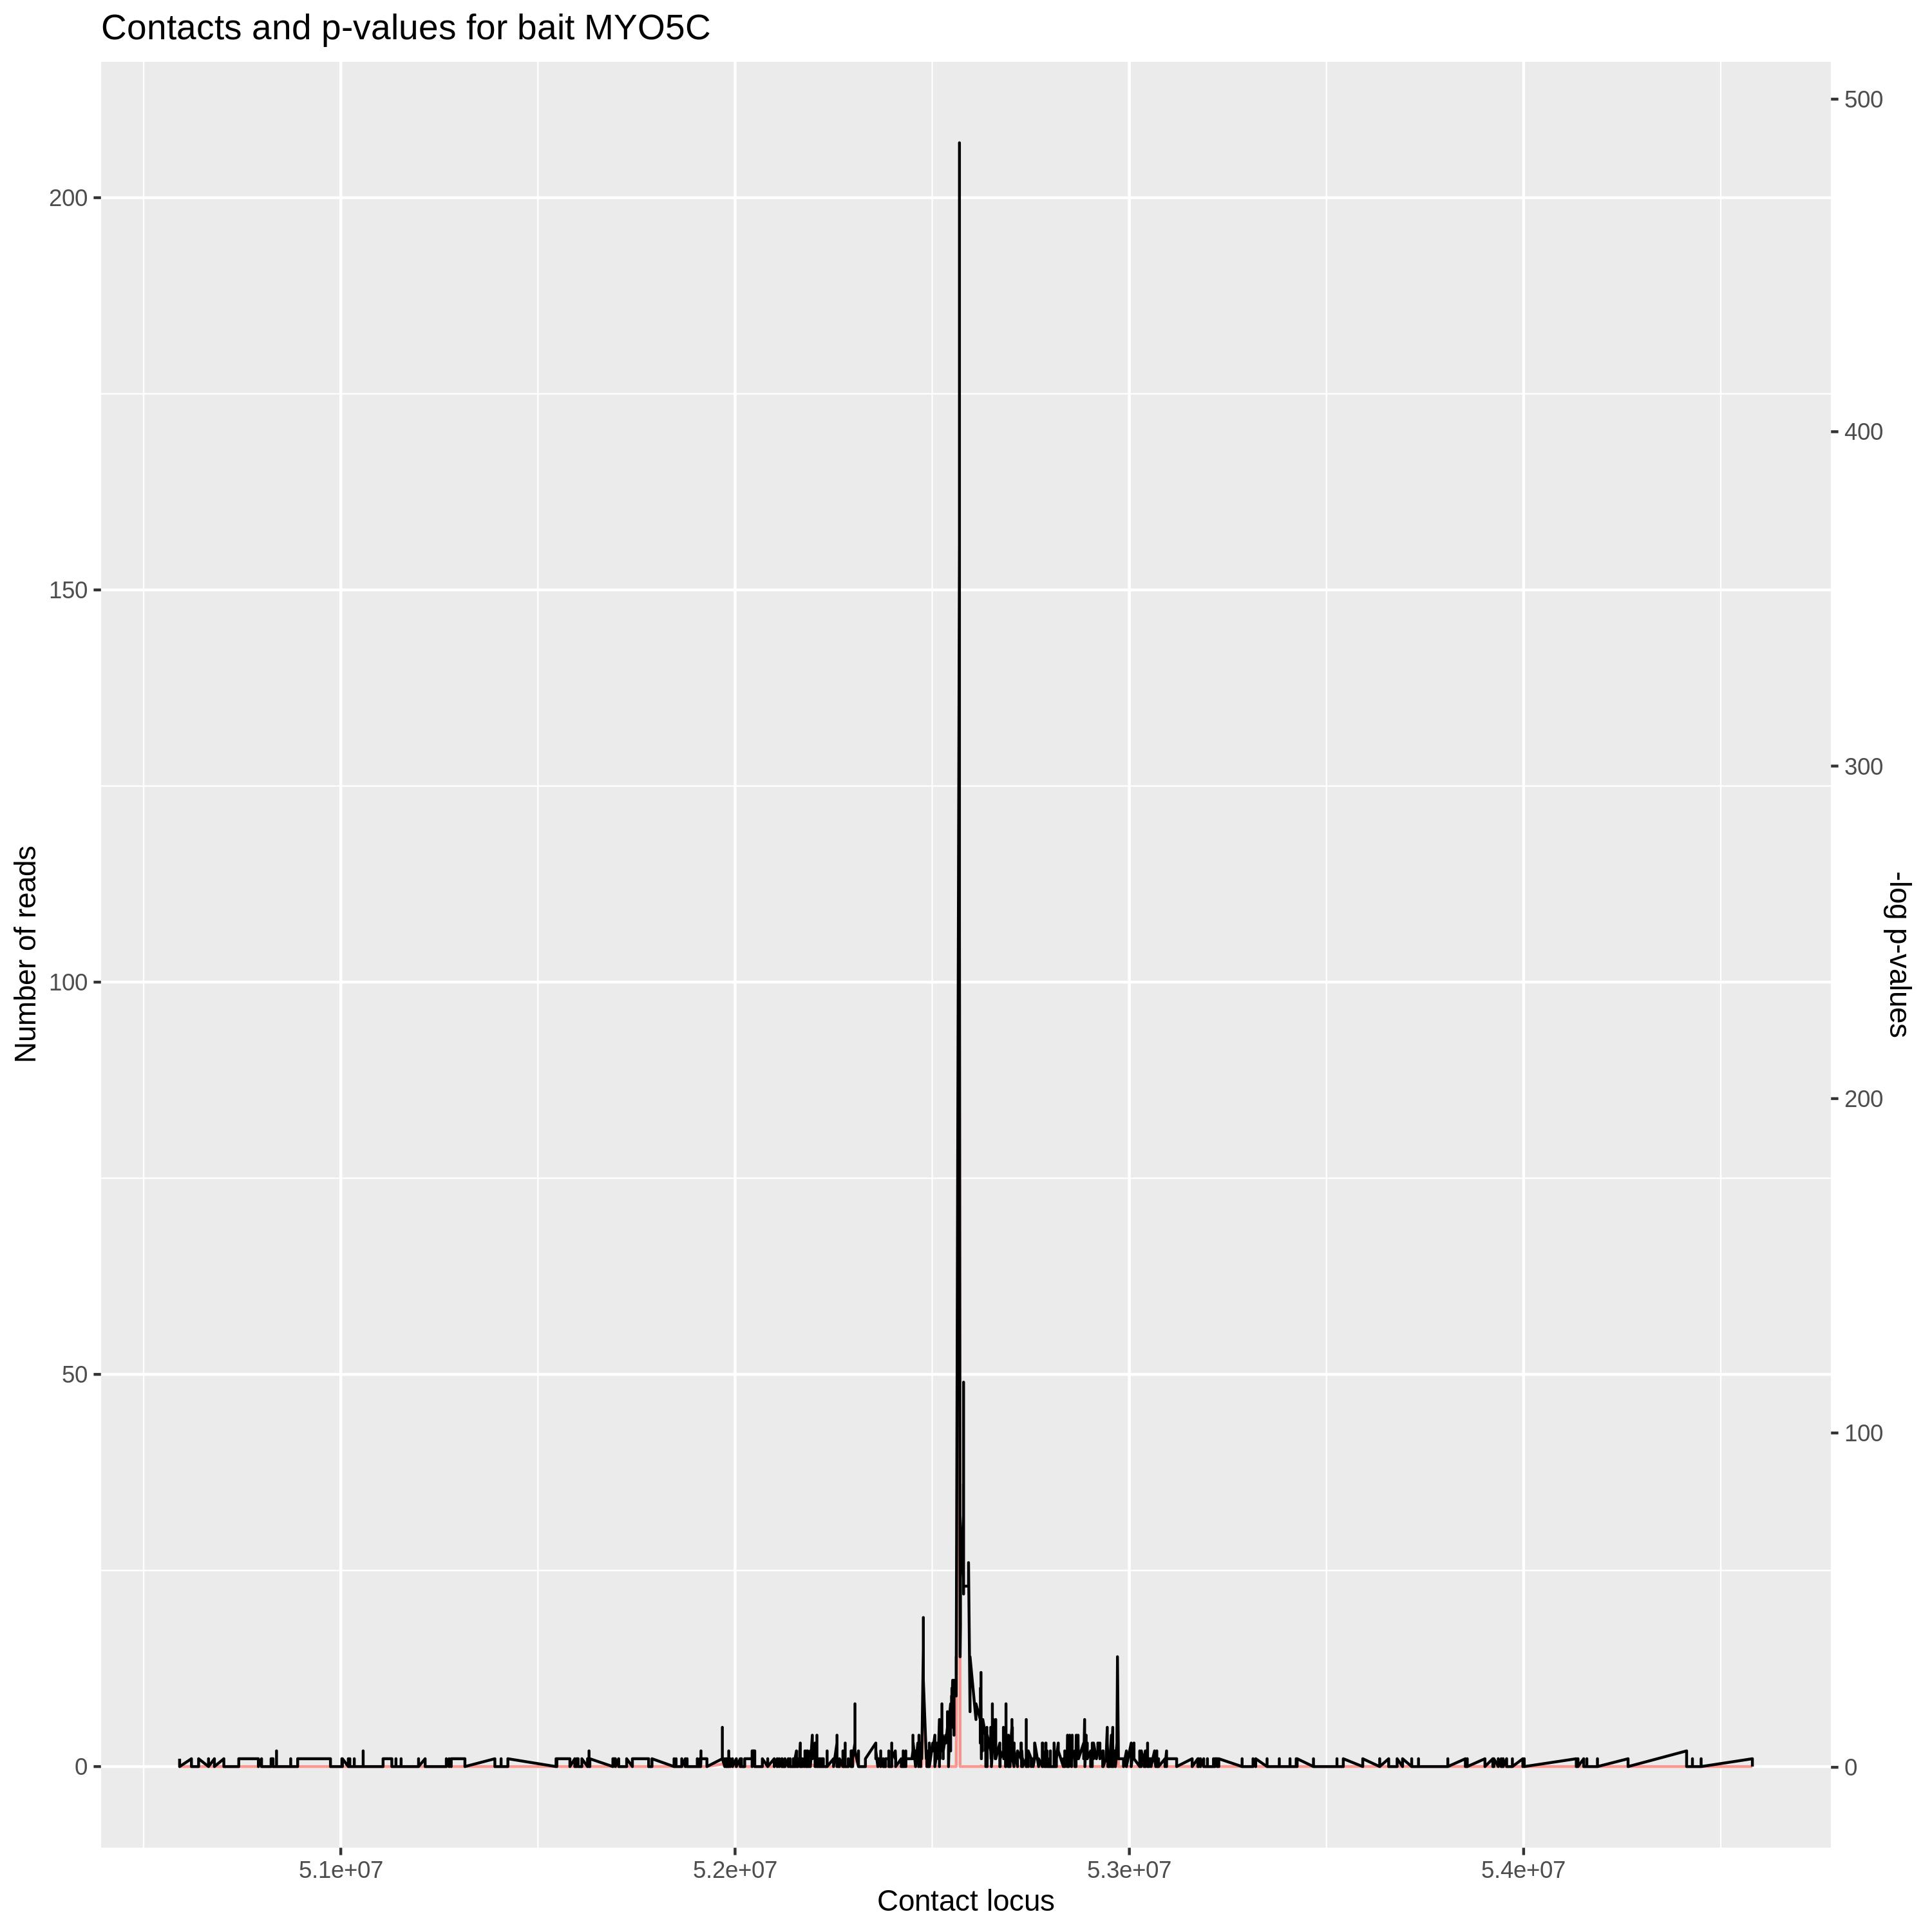 Contacts and p-values for bait MYO5C
500
200
400
150
300
Number of reads
-log p-values
100
200
50
100
0
0
5.1e+07
5.2e+07
5.3e+07
5.4e+07
Contact locus